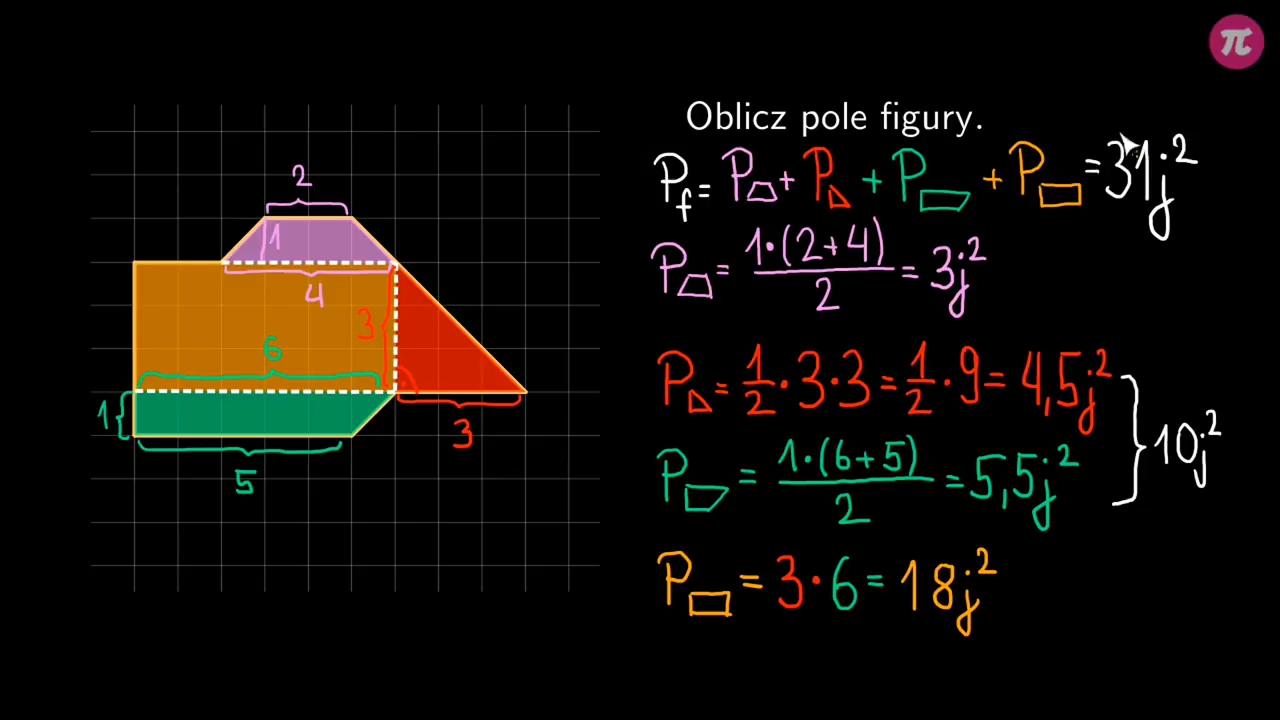 π
Oblicz pole figury.
P_f = P⏢ + P◺ + P▱ + P▭ = 31j²
P⏢ = 1·(2+4)/2 = 3j²
P◺ = 1/2·3·3 = 1/2·9 = 4,5j²
P▱ = 1·(6+5)/2 = 5,5j²
} 10j²
P▭ = 3·6 = 18j²
2
1
4
3
6
1
3
5